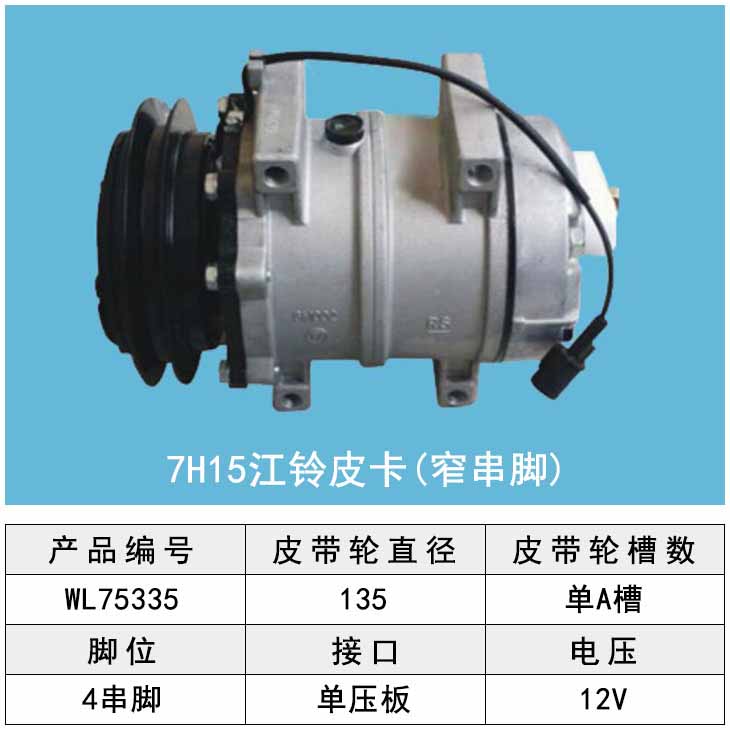 7H15江铃皮卡(窄串脚)
产品编号 皮带轮直径 皮带轮槽数
WL75335 135 单A槽
脚位 接口 电压
4串脚 单压板 12V